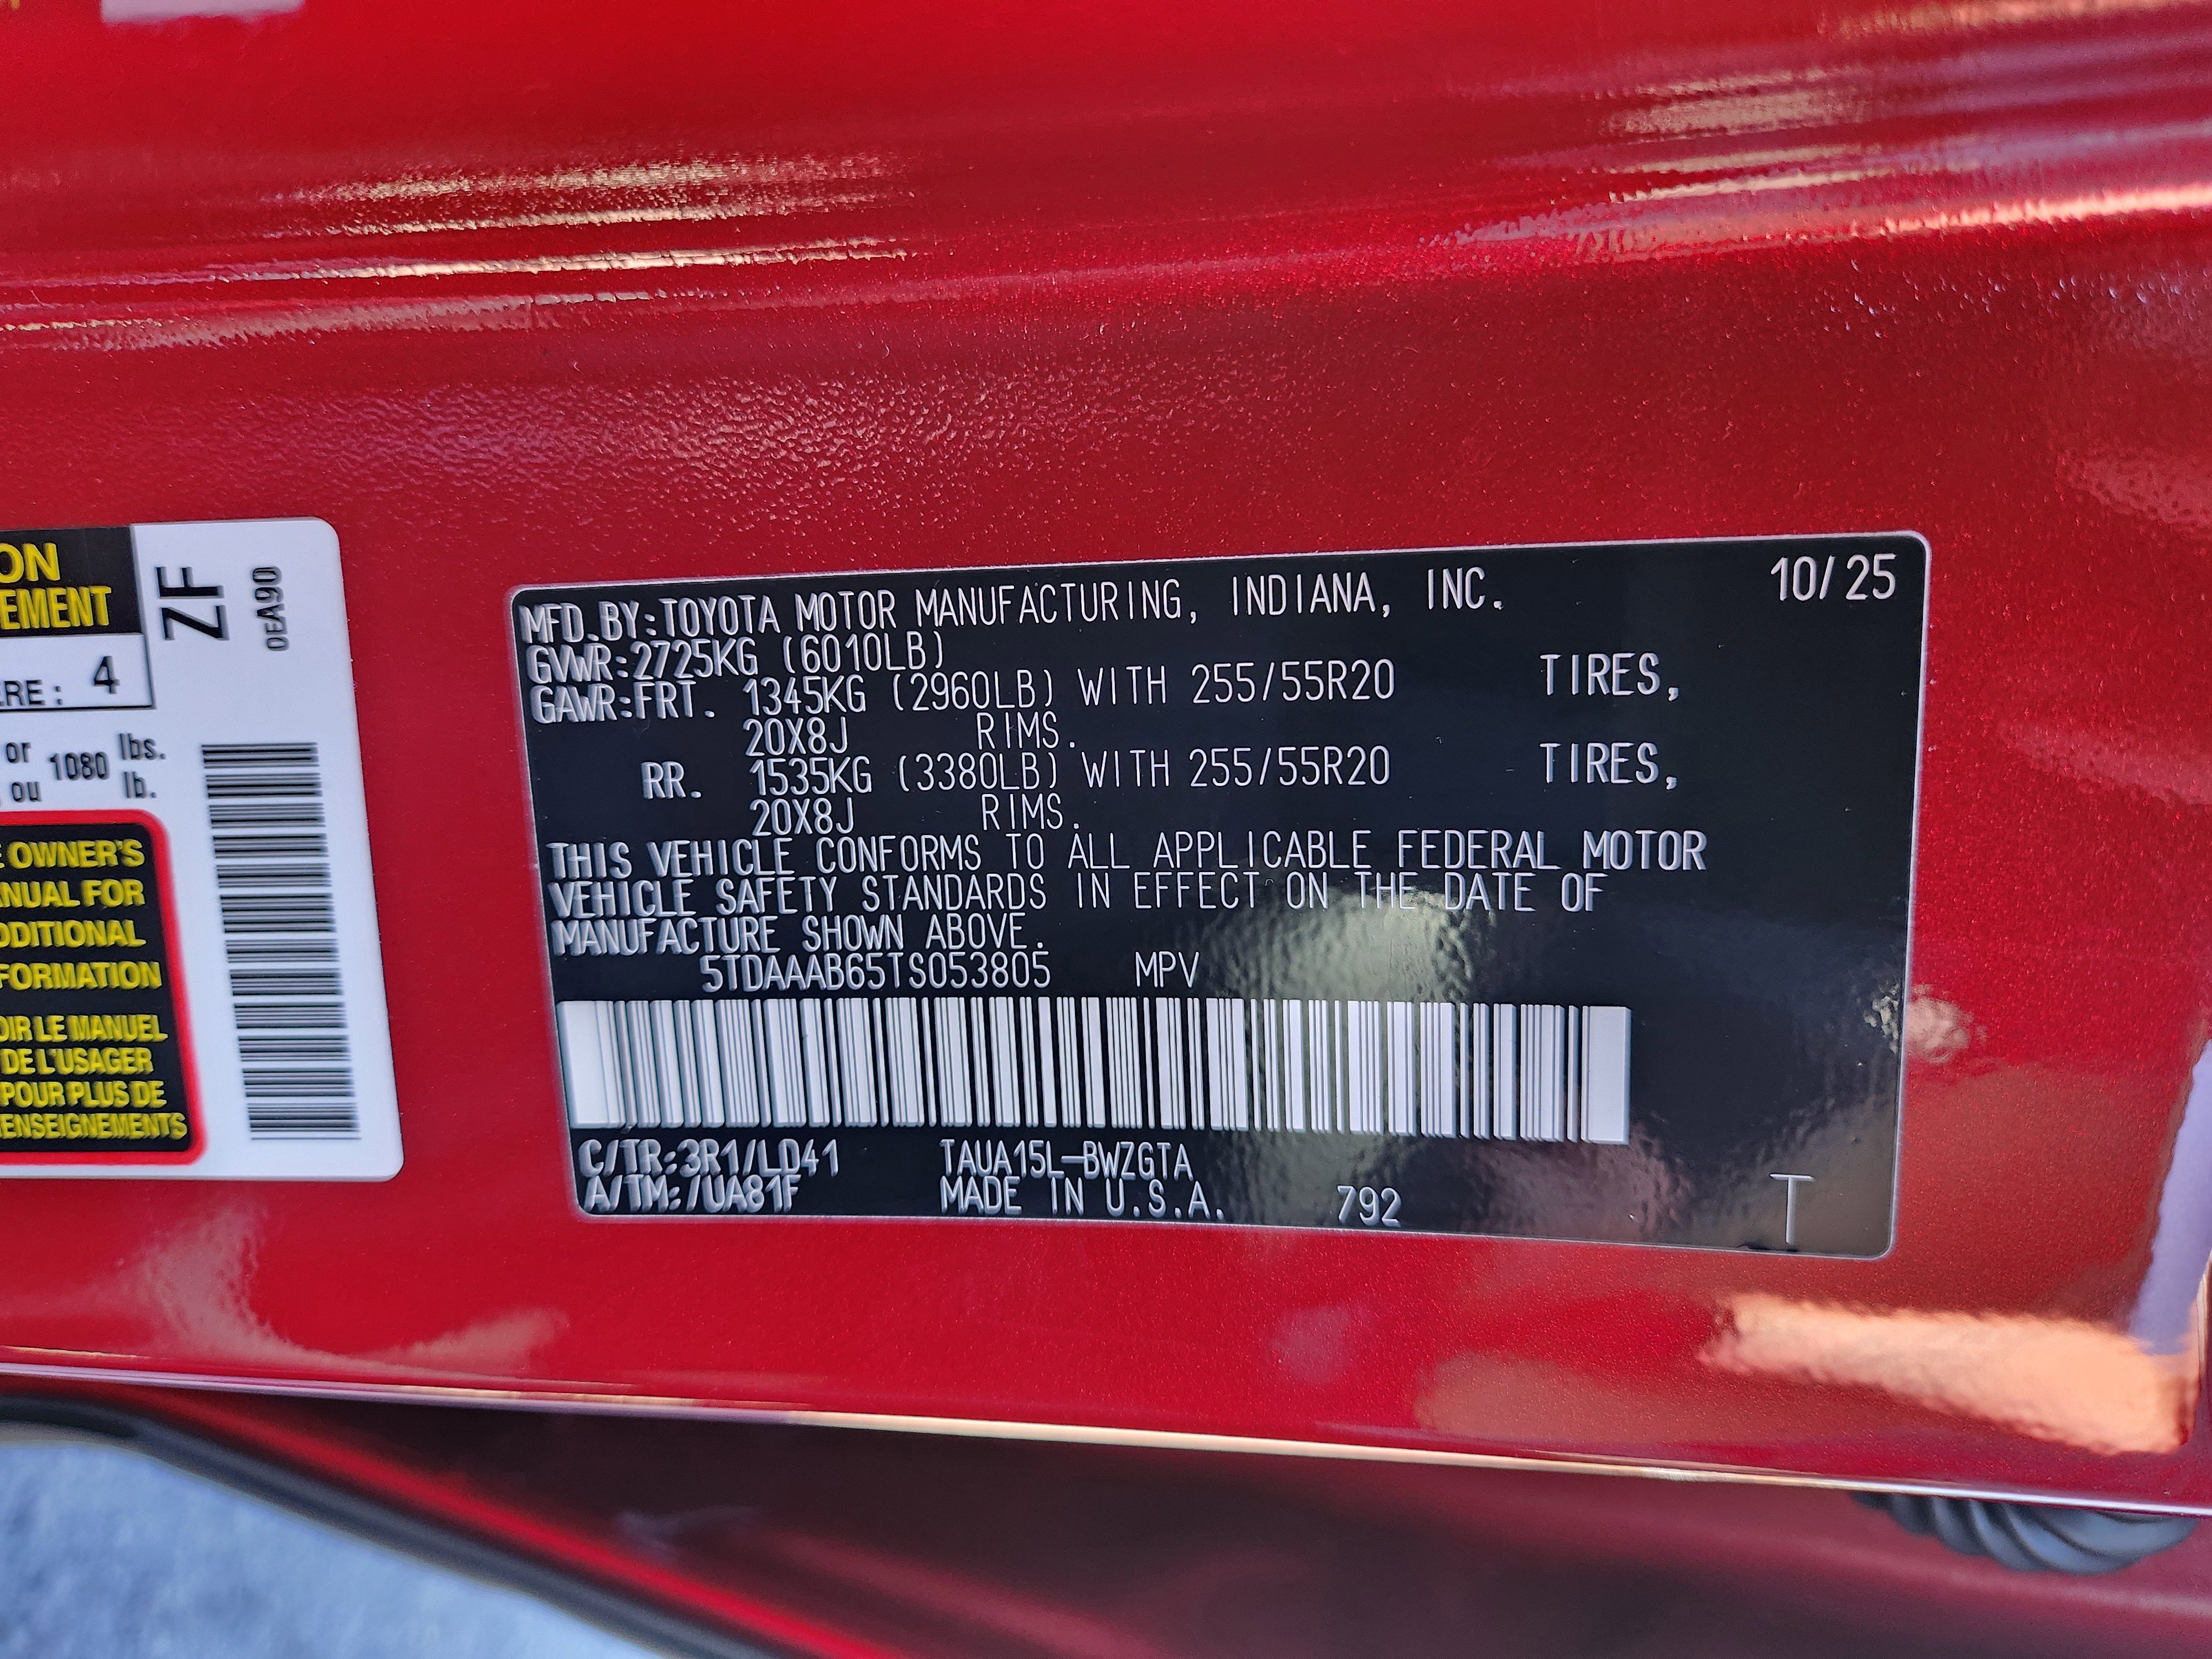 ON
EMENT
ERE: 4
or 1080 lbs.
ou lb.
E OWNER'S
ANUAL FOR
DDITIONAL
FORMATION
OIR LE MANUEL
DE L'USAGER
POUR PLUS DE
ENSEIGNEMENTS
ZF
0EA90
MFD.BY:TOYOTA MOTOR MANUFACTURING, INDIANA, INC. 10/25
GVWR:2725KG (6010LB)
GAWR:FRT. 1345KG (2960LB) WITH 255/55R20 TIRES,
20X8J RIMS.
RR. 1535KG (3380LB) WITH 255/55R20 TIRES,
20X8J RIMS.
THIS VEHICLE CONFORMS TO ALL APPLICABLE FEDERAL MOTOR
VEHICLE SAFETY STANDARDS IN EFFECT ON THE DATE OF
MANUFACTURE SHOWN ABOVE.
5TDAAAB65TS053805 MPV
C/TR:3R1/LD41 TAUA15L-BWZGTA
A/TM:/UA81F MADE IN U.S.A. 792 T